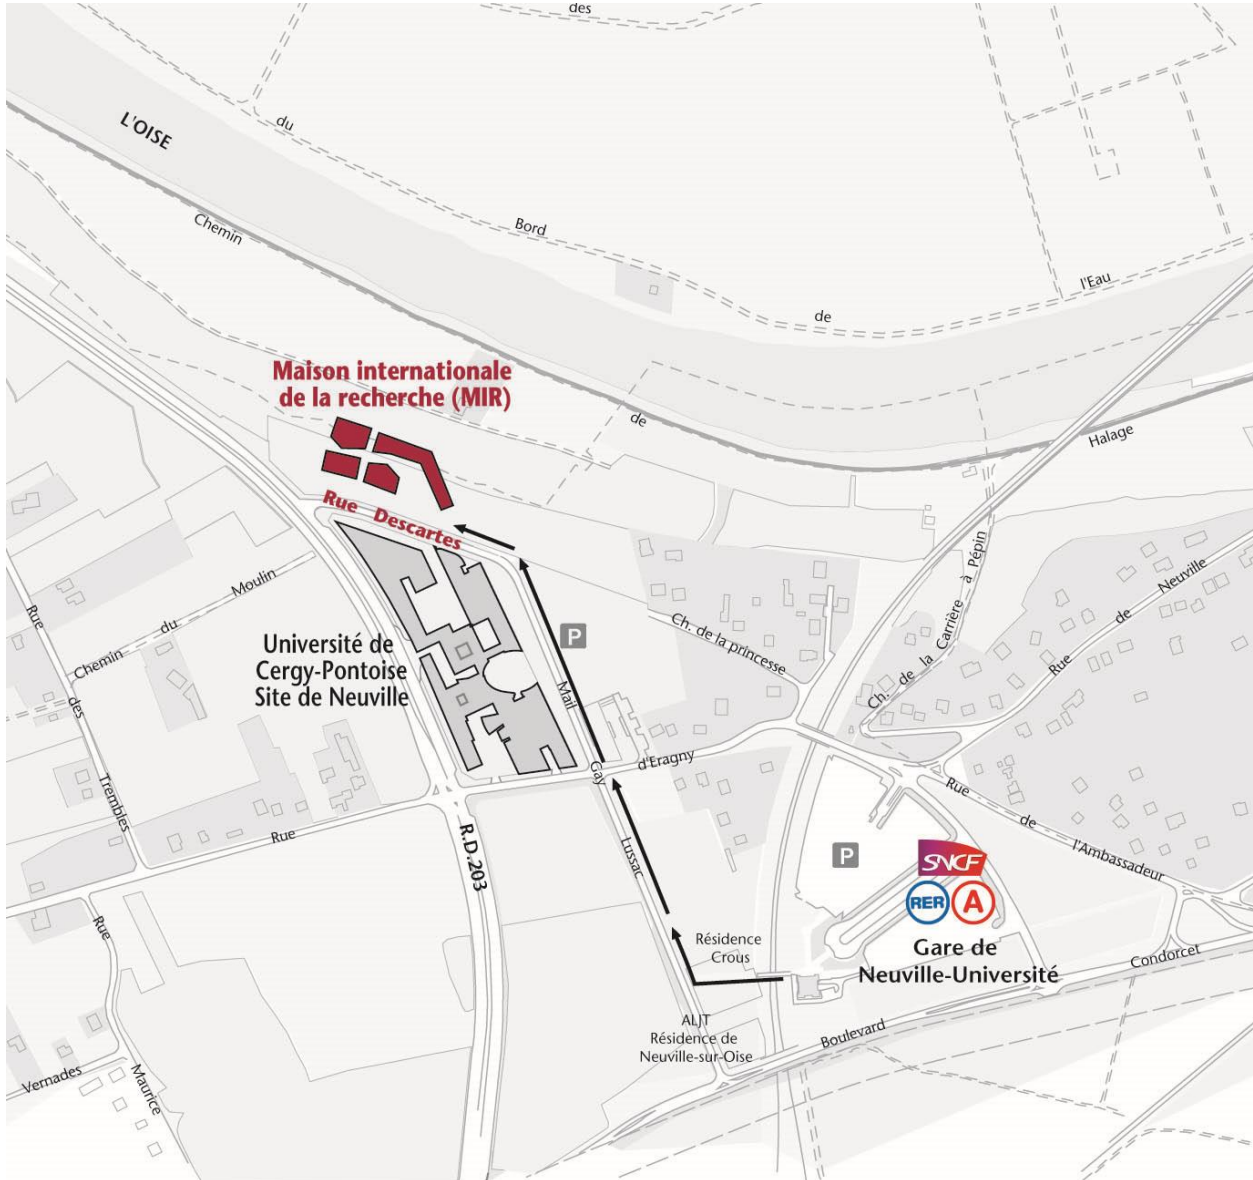 des
L'OISE
du
Chemin
Bord
l'Eau
de
Maison internationale
de la recherche (MIR)
de
Halage
Rue Descartes
Ch. de la Carrière à Pépin
Rue de Neuville
Chemin du Moulin
Rue des Trembles
Ch. de la princesse
P
Université de
Cergy-Pontoise
Site de Neuville
Mail Gay Lussac
Rue d'Eragny
R.D.203
Rue de l'Ambassadeur
P
SNCF
RER A
Gare de
Neuville-Université
Résidence
Crous
Rue Maurice
Condorcet
Boulevard
ALJT
Résidence de
Neuville-sur-Oise
Vernades